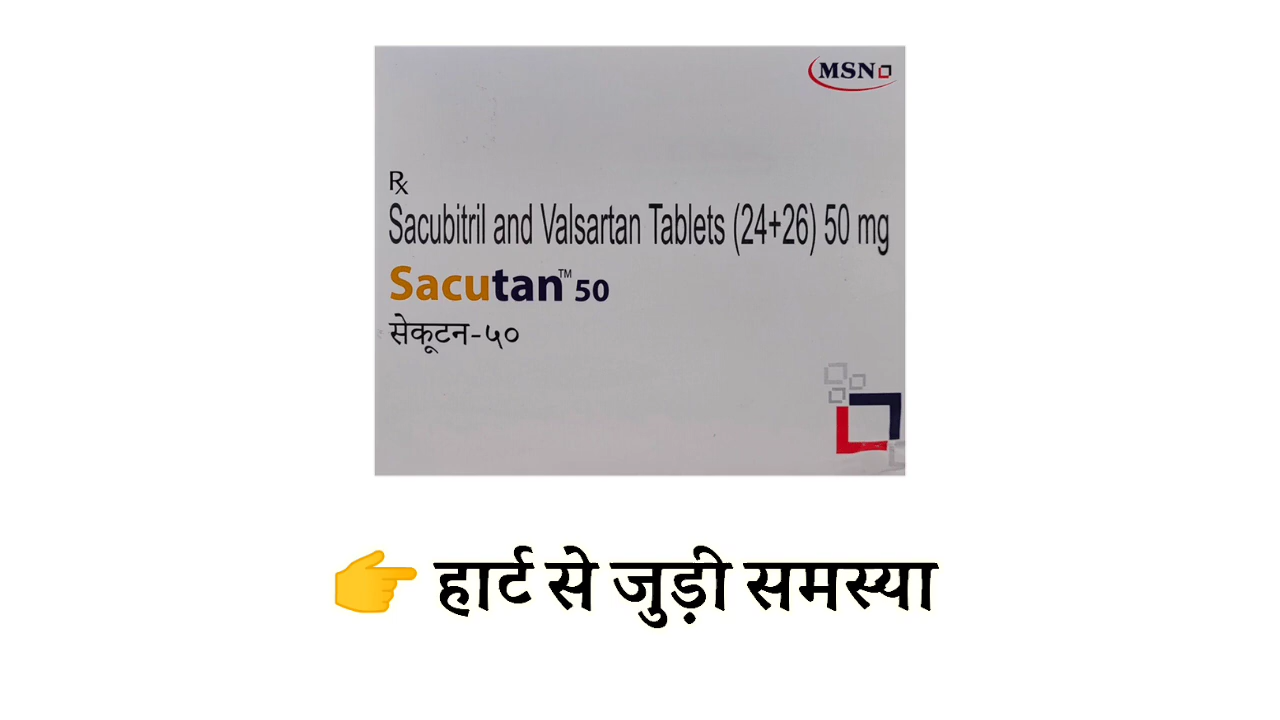 MSN
Rx
Sacubitril and Valsartan Tablets (24+26) 50 mg
Sacutan™ 50
सेकूटन-५०
👉 हार्ट से जुड़ी समस्या